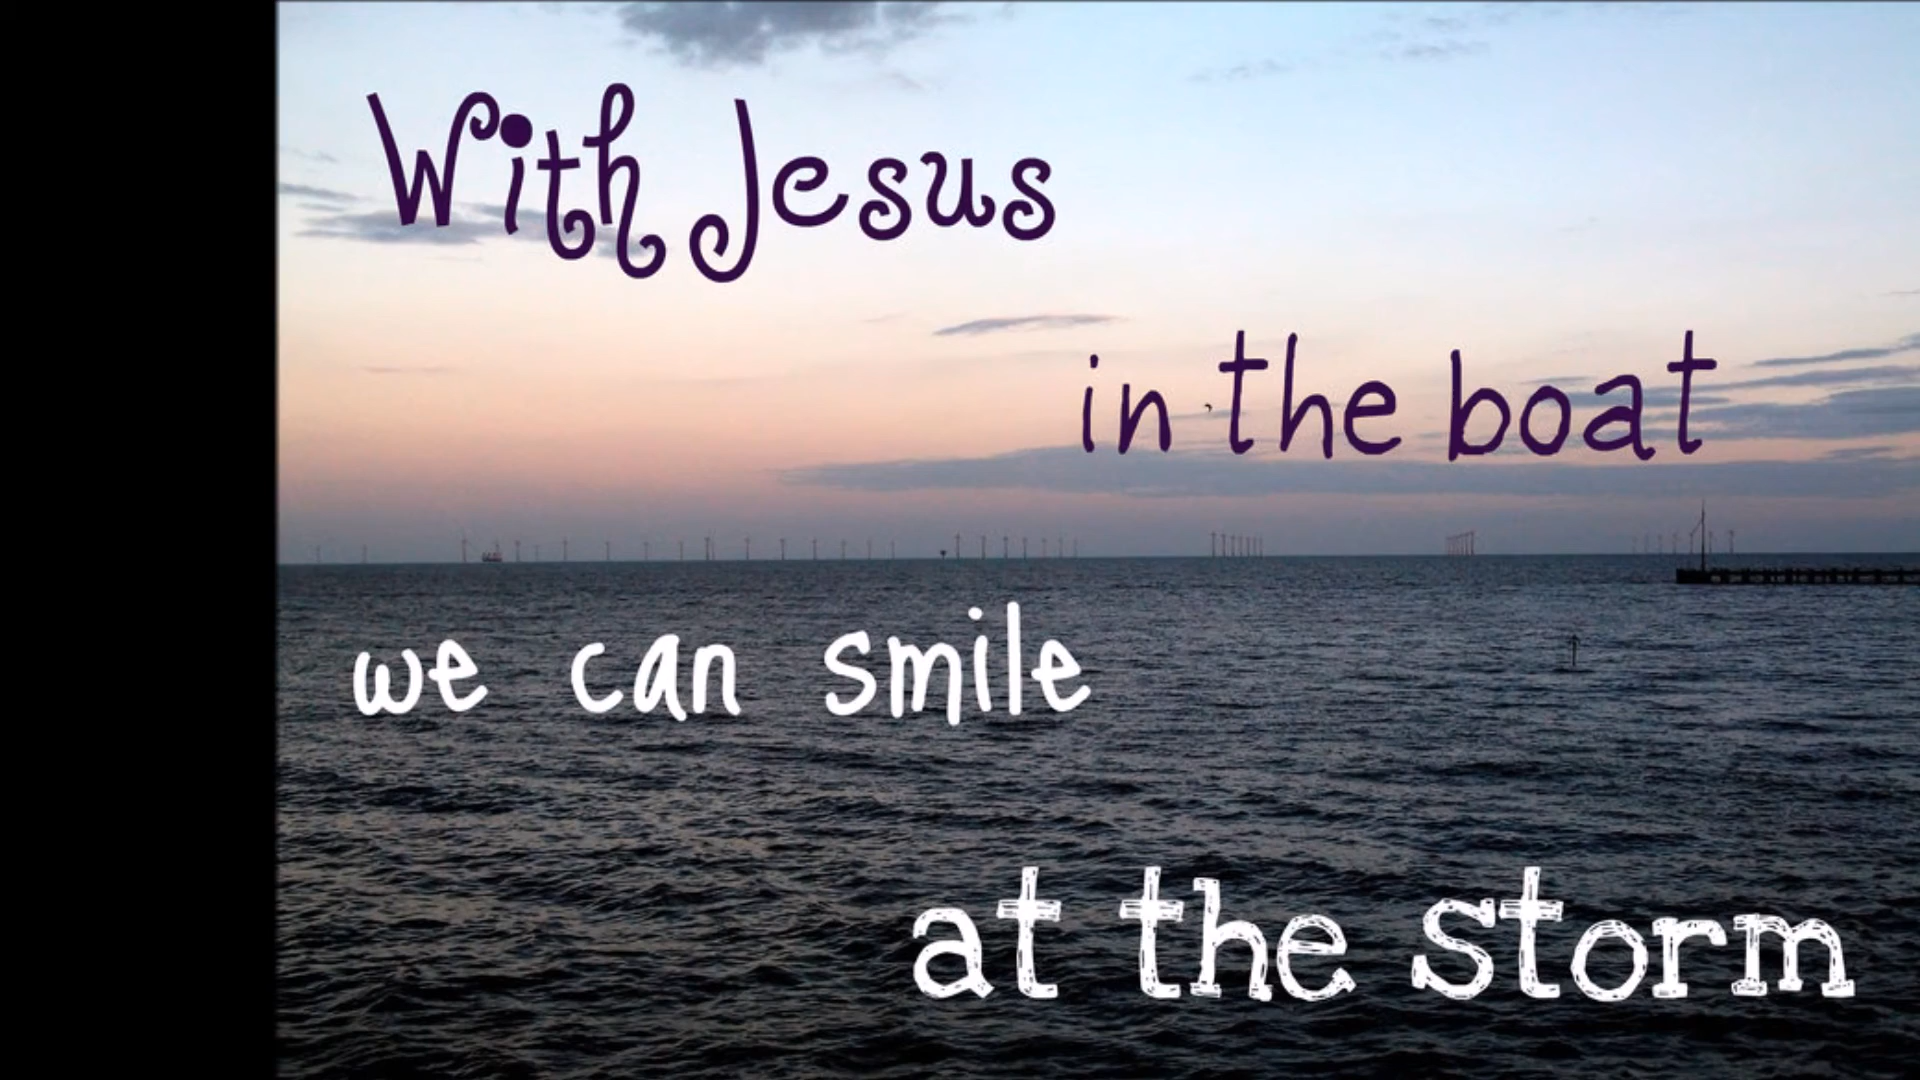 With Jesus
in the boat
we can smile
at the storm